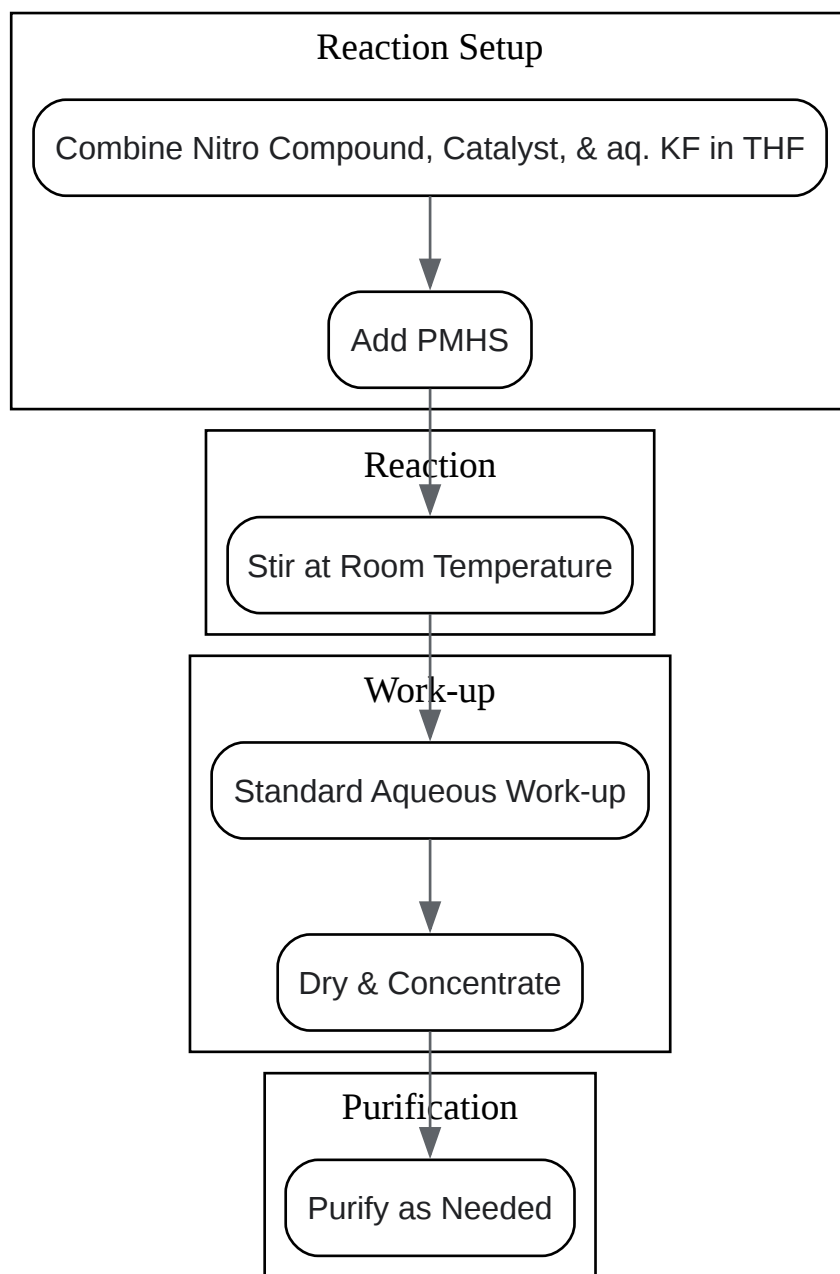 Reaction Setup
Combine Nitro Compound, Catalyst, & aq. KF in THF
Add PMHS
Reaction
Stir at Room Temperature
Work-up
Standard Aqueous Work-up
Dry & Concentrate
Purification
Purify as Needed